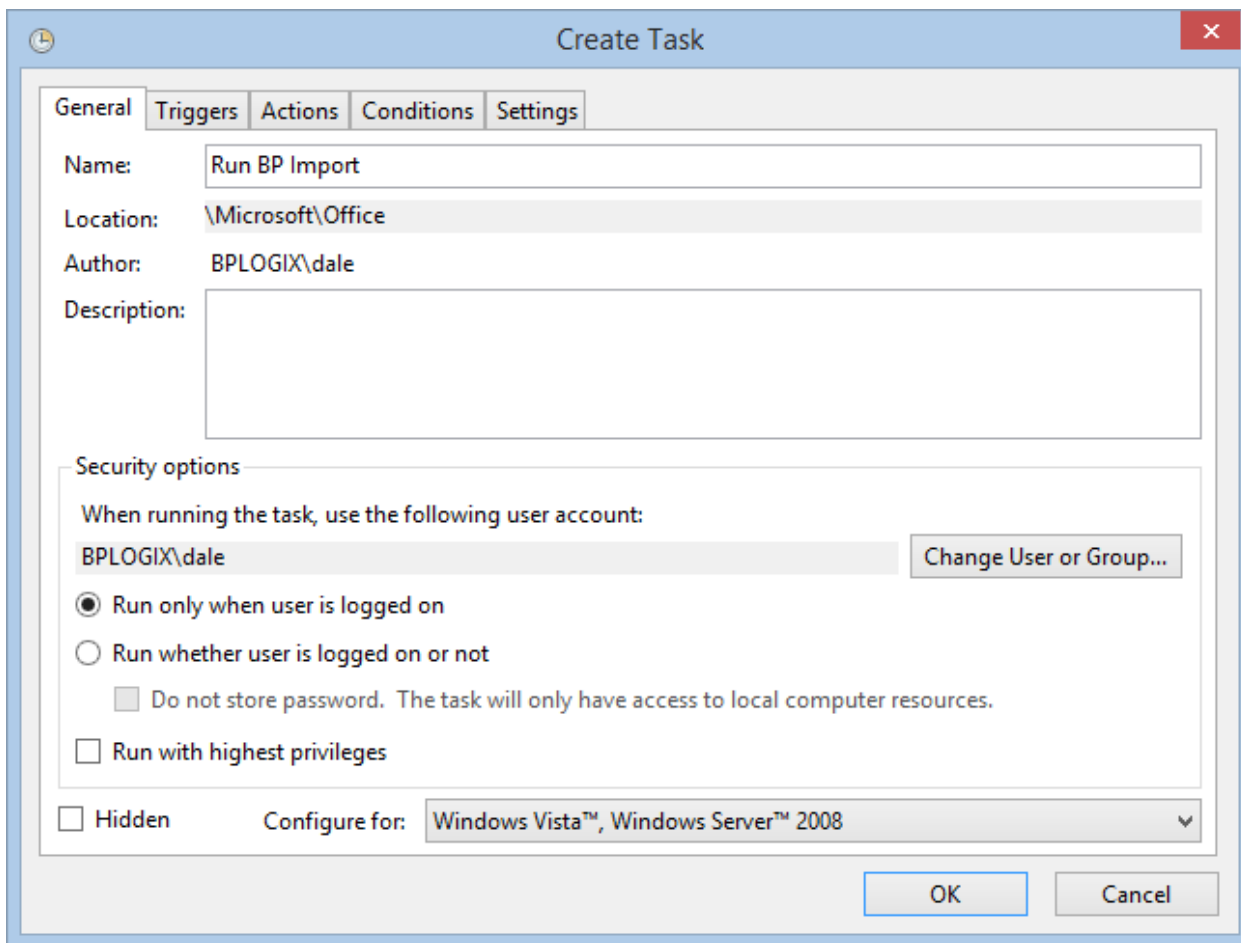 Create Task
General Triggers Actions Conditions Settings
Name: Run BP Import
Location: \Microsoft\Office
Author: BPLOGIX\dale
Description:
Security options
When running the task, use the following user account:
BPLOGIX\dale Change User or Group...
Run only when user is logged on
Run whether user is logged on or not
Do not store password. The task will only have access to local computer resources.
Run with highest privileges
Hidden Configure for: Windows Vista™, Windows Server™ 2008
OK Cancel